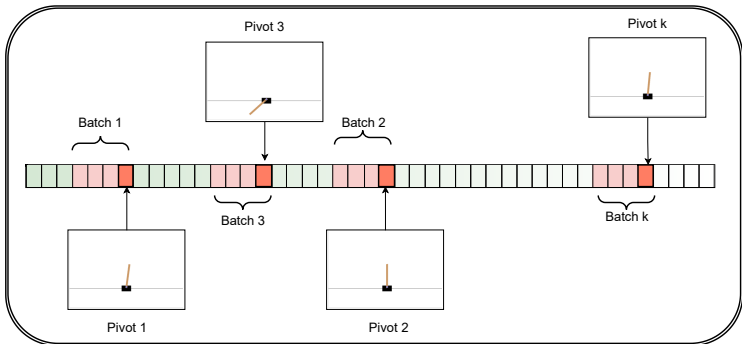 Pivot 3
Pivot k
Batch 1
Batch 2
Batch 3
Batch k
Pivot 1
Pivot 2